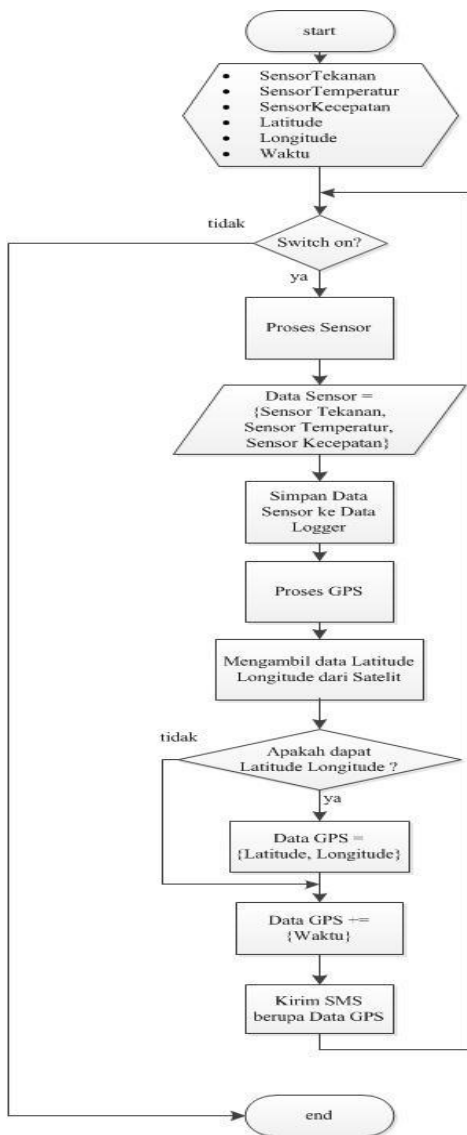 start
• SensorTekanan
• SensorTemperatur
• SensorKecepatan
• Latitude
• Longitude
• Waktu
tidak
Switch on?
ya
Proses Sensor
Data Sensor =
{Sensor Tekanan,
Sensor Temperatur,
Sensor Kecepatan}
Simpan Data
Sensor ke Data
Logger
Proses GPS
Mengambil data Latitude
Longitude dari Satelit
tidak
Apakah dapat
Latitude Longitude ?
ya
Data GPS =
{Latitude, Longitude}
Data GPS +=
{Waktu}
Kirim SMS
berupa Data GPS
end